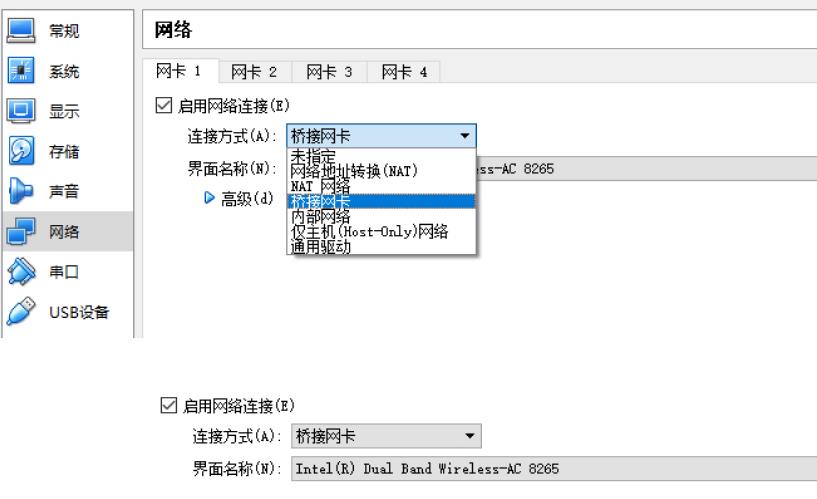 常规
系统
显示
存储
声音
网络
串口
USB设备
网络
网卡 1 网卡 2 网卡 3 网卡 4
启用网络连接(E)
连接方式(A): 桥接网卡
未指定
网络地址转换(NAT)
NAT 网络
桥接网卡
内部网络
仅主机(Host-Only)网络
通用驱动
界面名称(N): ss-AC 8265
高级(d)
启用网络连接(E)
连接方式(A): 桥接网卡
界面名称(N): Intel(R) Dual Band Wireless-AC 8265